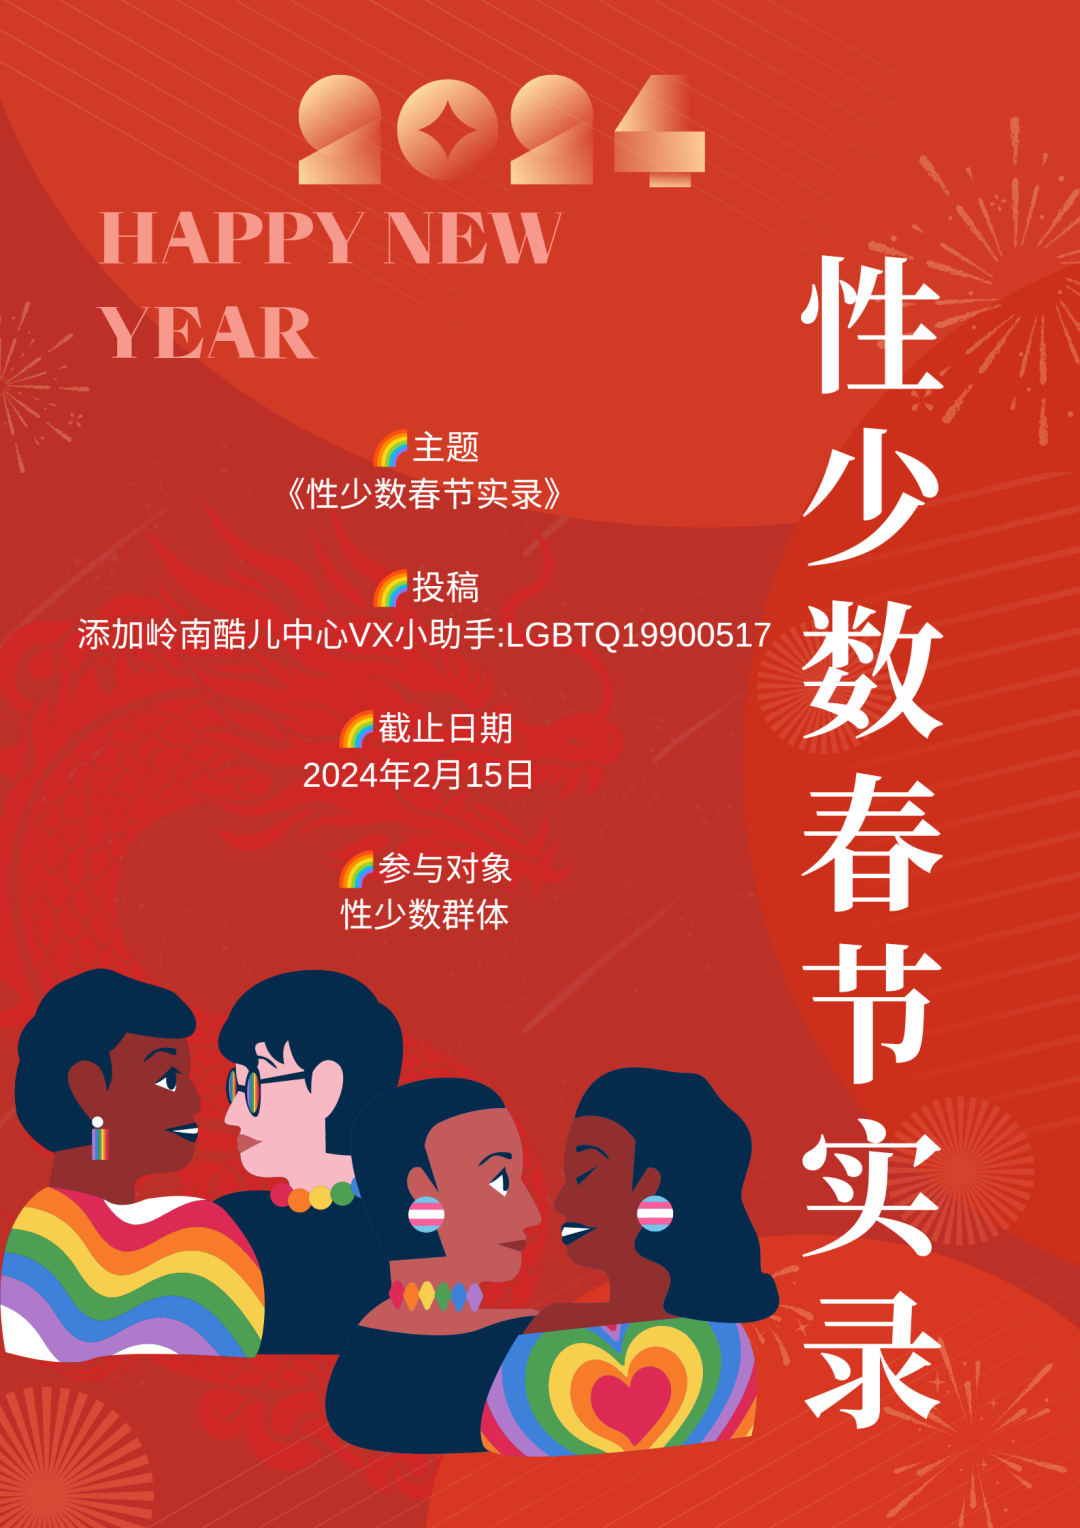 2024
HAPPY NEW
YEAR
性少数春节实录
🌈主题
《性少数春节实录》
🌈投稿
添加岭南酷儿中心VX小助手:LGBTQ19900517
🌈截止日期
2024年2月15日
🌈参与对象
性少数群体